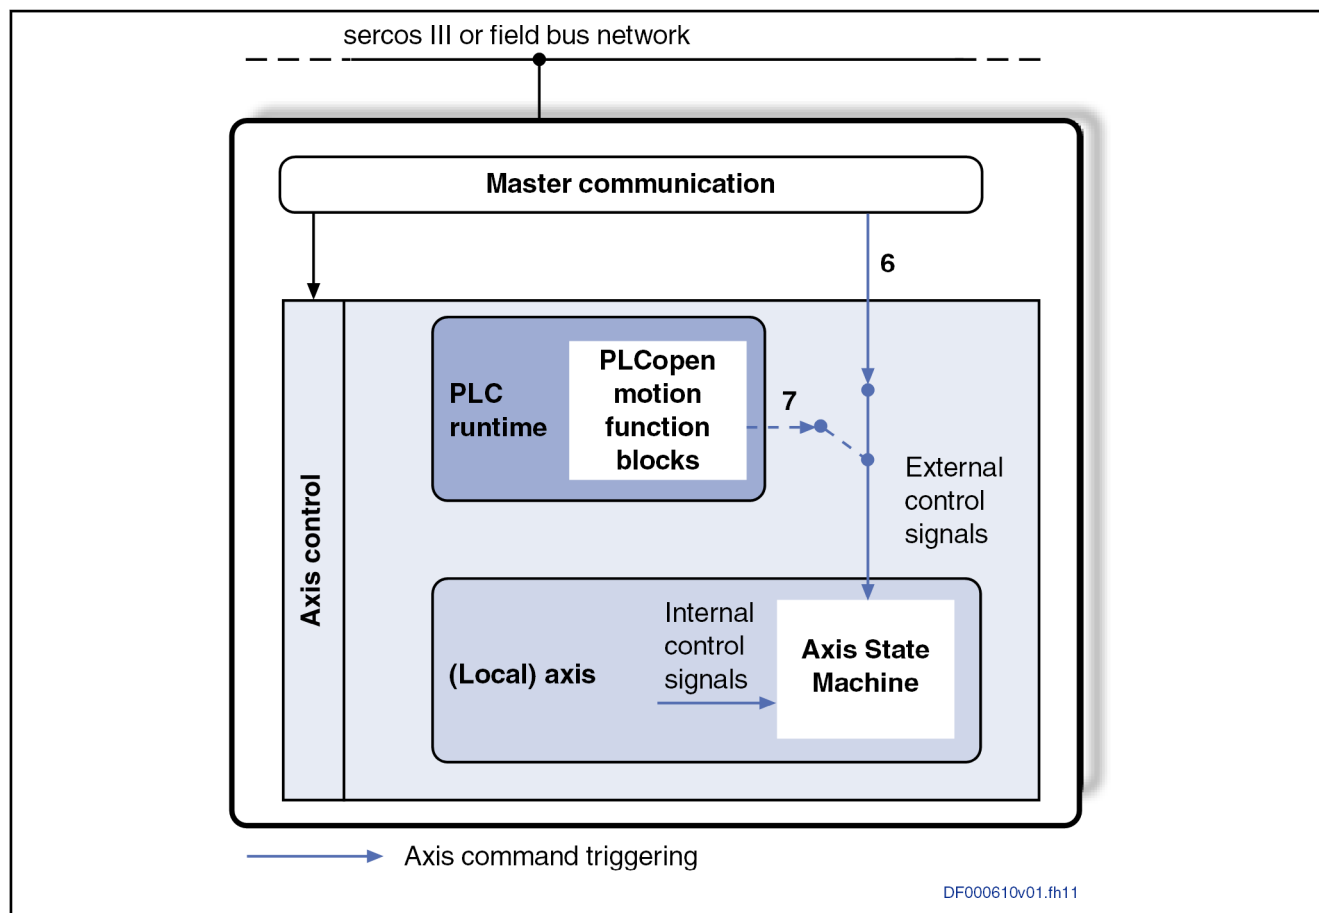 sercos III or field bus network
Master communication
6
PLC
runtime
PLCopen
motion
function
blocks
7
External
control
signals
Axis control
(Local) axis
Internal
control
signals
Axis State
Machine
Axis command triggering
DF000610v01.fh11